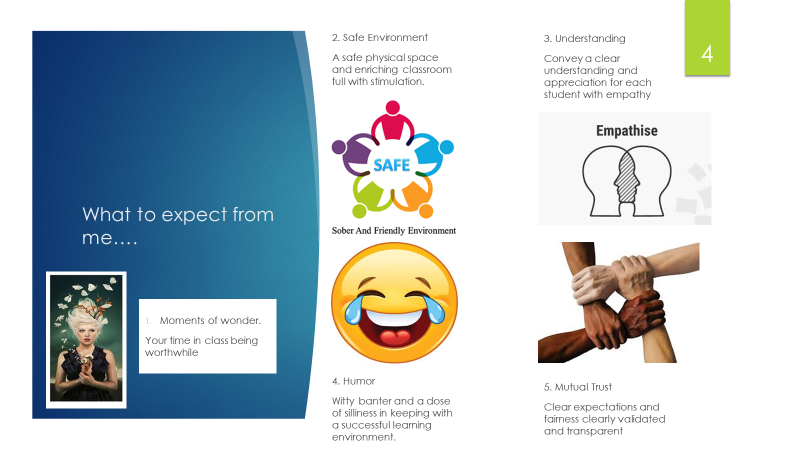 What to expect from
me….
1. Moments of wonder.
Your time in class being
worthwhile
2. Safe Environment
A safe physical space
and enriching classroom
full with stimulation.
SAFE
Sober And Friendly Environment
4. Humor
Witty banter and a dose
of silliness in keeping with
a successful learning
environment.
3. Understanding
Convey a clear
understanding and
appreciation for each
student with empathy
Empathise
5. Mutual Trust
Clear expectations and
fairness clearly validated
and transparent
4